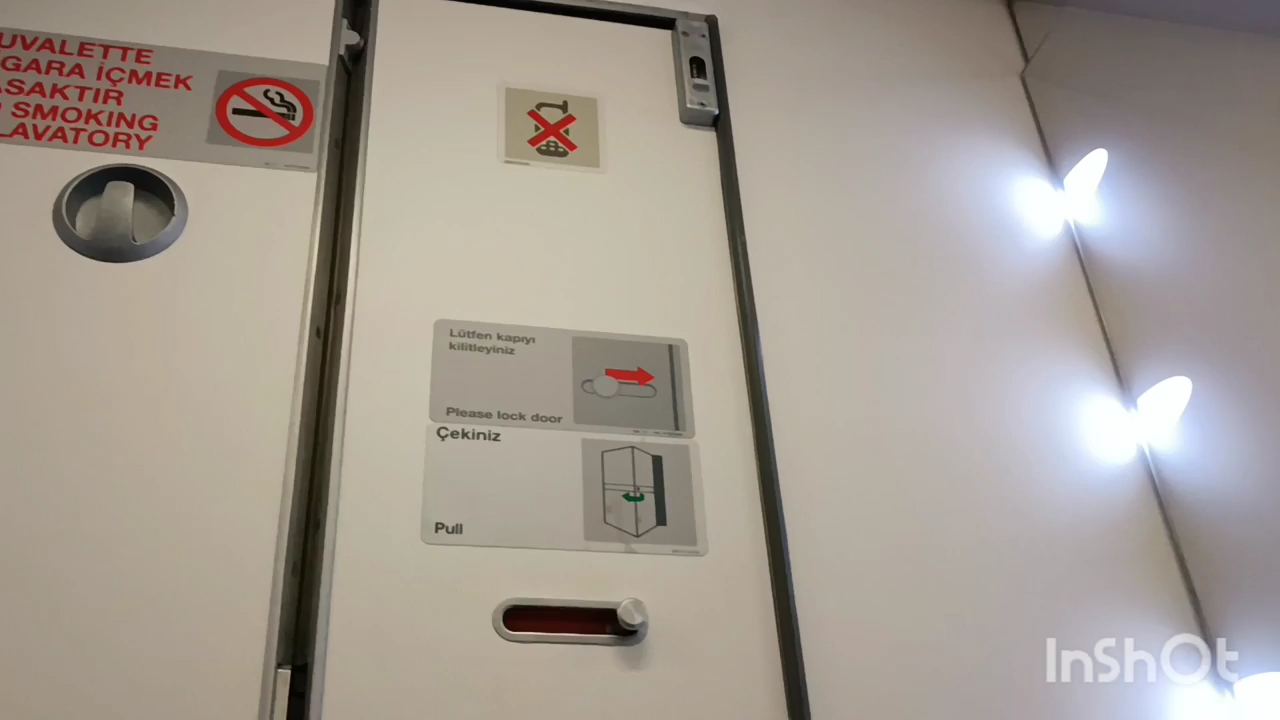 UVALETTE
GARA İÇMEK
SAKTIR
SMOKING
LAVATORY
Lütfen kapıyı
kilitleyiniz
Please lock door
Çekiniz
Pull
InShOt